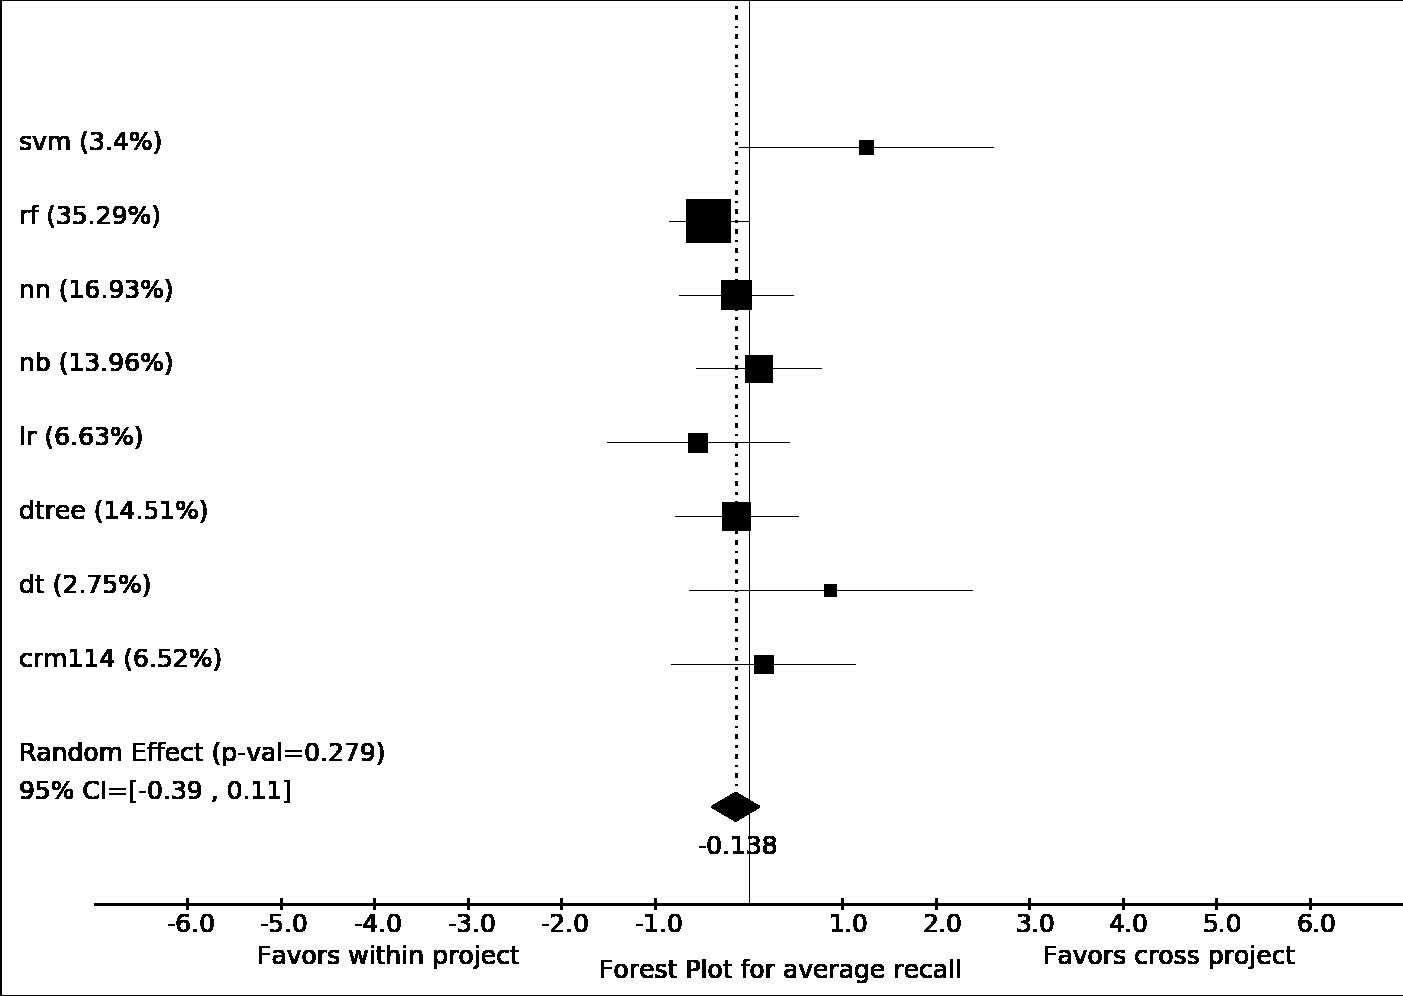 svm (3.4%)
rf (35.29%)
nn (16.93%)
nb (13.96%)
lr (6.63%)
dtree (14.51%)
dt (2.75%)
crm114 (6.52%)
Random Effect (p-val=0.279)
95% CI=[-0.39 , 0.11]
-0.138
-6.0 -5.0 -4.0 -3.0 -2.0 -1.0 1.0 2.0 3.0 4.0 5.0 6.0
Favors within project Favors cross project
Forest Plot for average recall